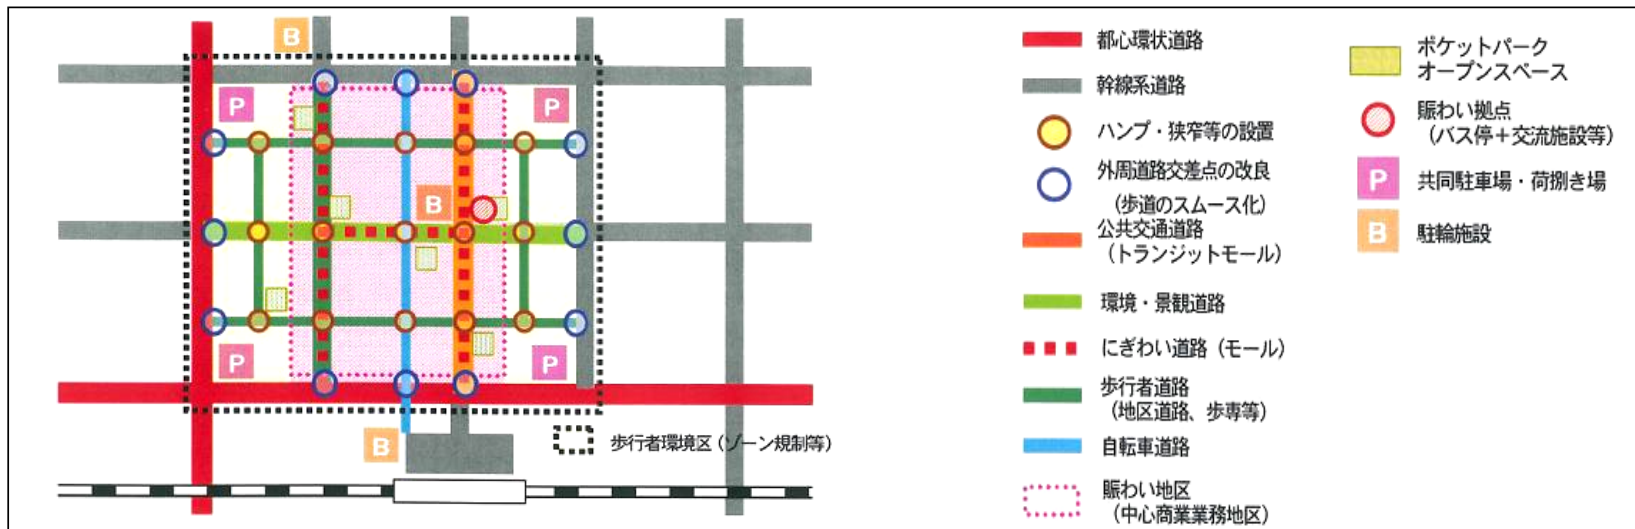 B
P
P
B
P
P
B
歩行者環境区(ゾーン規制等)
都心環状道路
幹線系道路
ハンプ・狭窄等の設置
外周道路交差点の改良
(歩道のスムース化)
公共交通道路
(トランジットモール)
環境・景観道路
にぎわい道路(モール)
歩行者道路
(地区道路、歩専等)
自転車道路
賑わい地区
(中心商業業務地区)
ポケットパーク
オープンスペース
賑わい拠点
(バス停+交流施設等)
P 共同駐車場・荷捌き場
B 駐輪施設